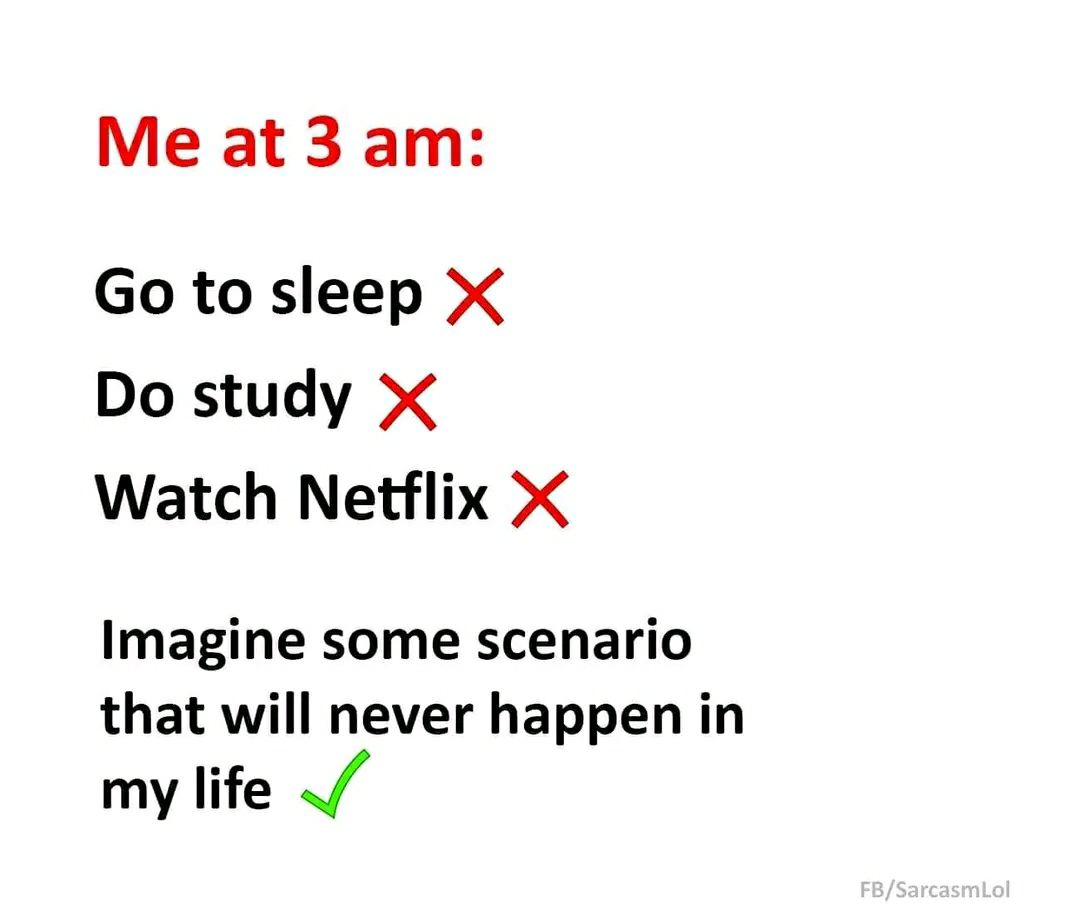 Me at 3 am:
Go to sleep ❌
Do study ❌
Watch Netflix ❌
Imagine some scenario
that will never happen in
my life ✓
FB/SarcasmLol